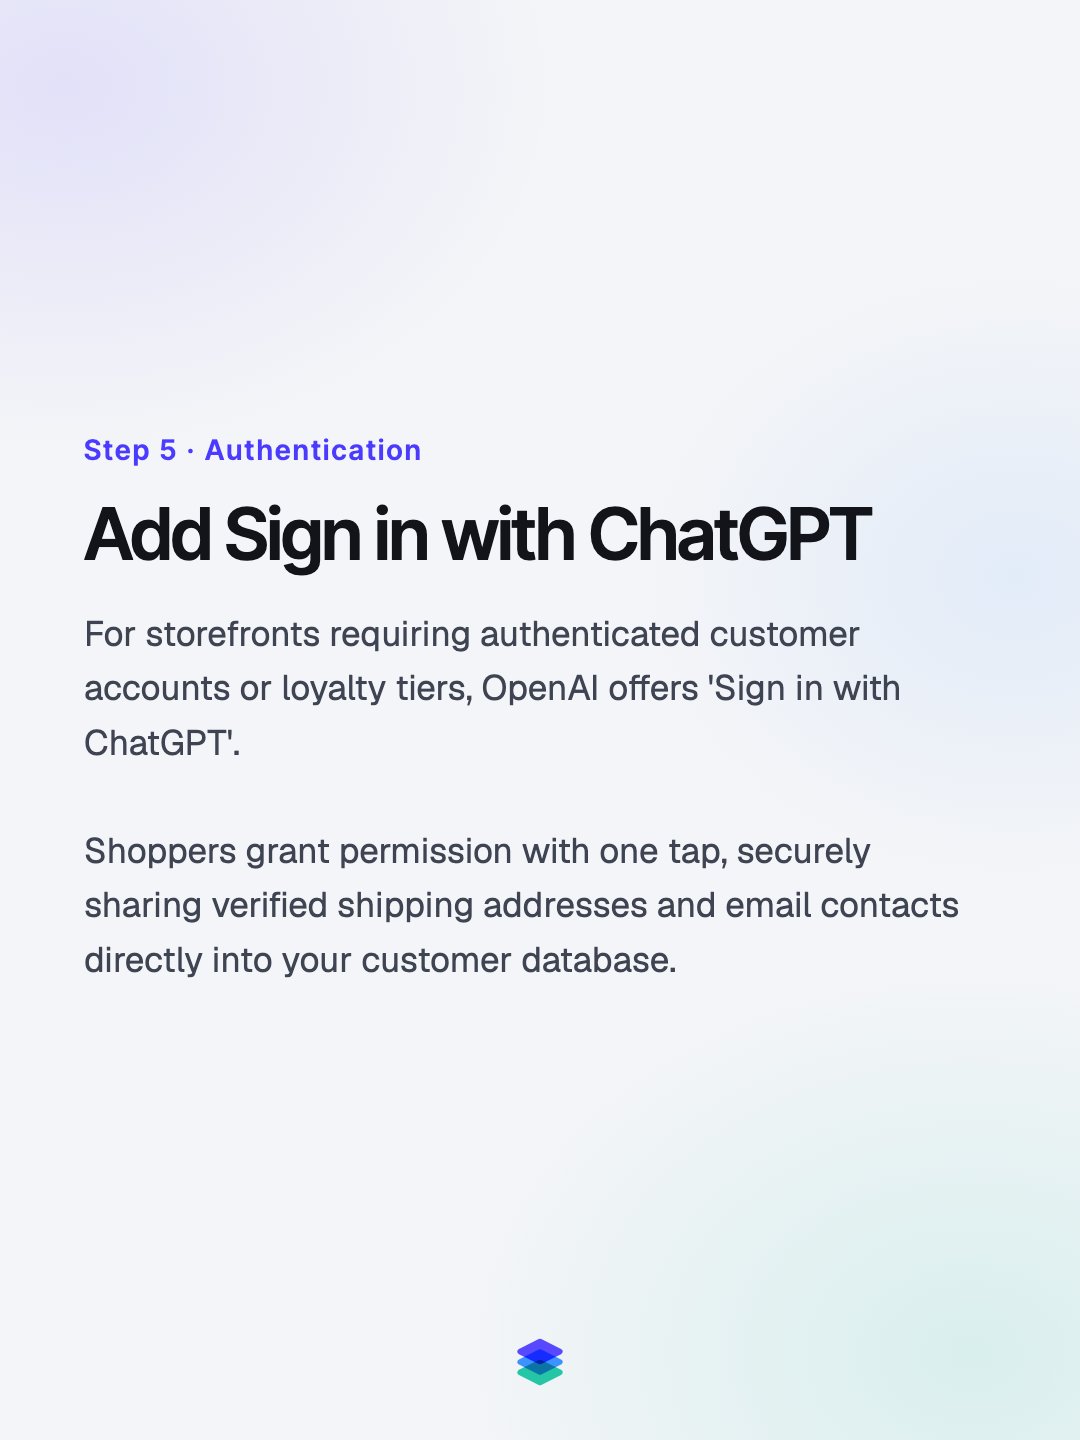 Step 5 · Authentication
Add Sign in with ChatGPT
For storefronts requiring authenticated customer
accounts or loyalty tiers, OpenAI offers 'Sign in with
ChatGPT'.
Shoppers grant permission with one tap, securely
sharing verified shipping addresses and email contacts
directly into your customer database.